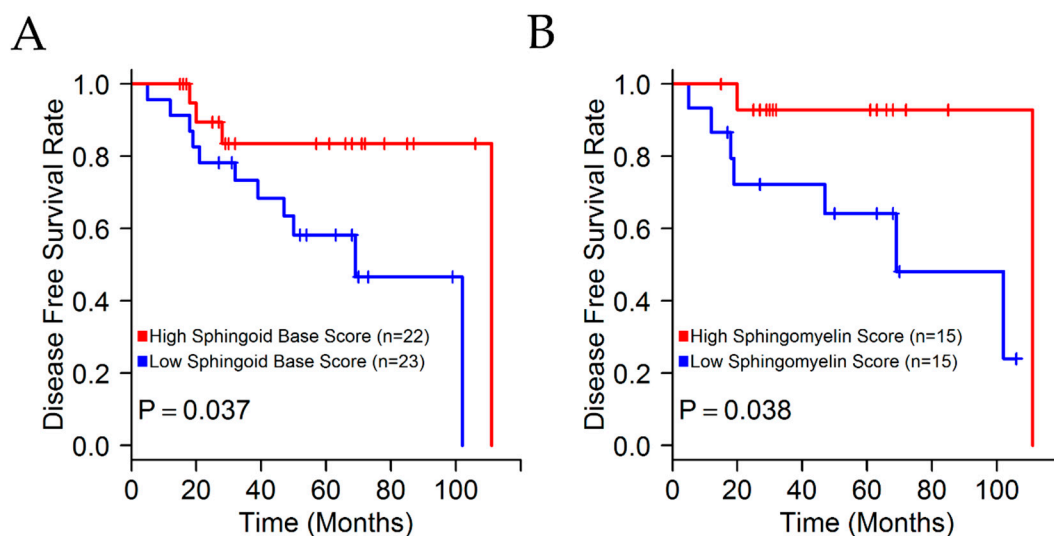 A
Disease Free Survival Rate
1.0
0.8
0.6
0.4
0.2
0.0
High Sphingoid Base Score (n=22)
Low Sphingoid Base Score (n=23)
P = 0.037
0 20 40 60 80 100
Time (Months)
B
Disease Free Survival Rate
1.0
0.8
0.6
0.4
0.2
0.0
High Sphingomyelin Score (n=15)
Low Sphingomyelin Score (n=15)
P = 0.038
0 20 40 60 80 100
Time (Months)